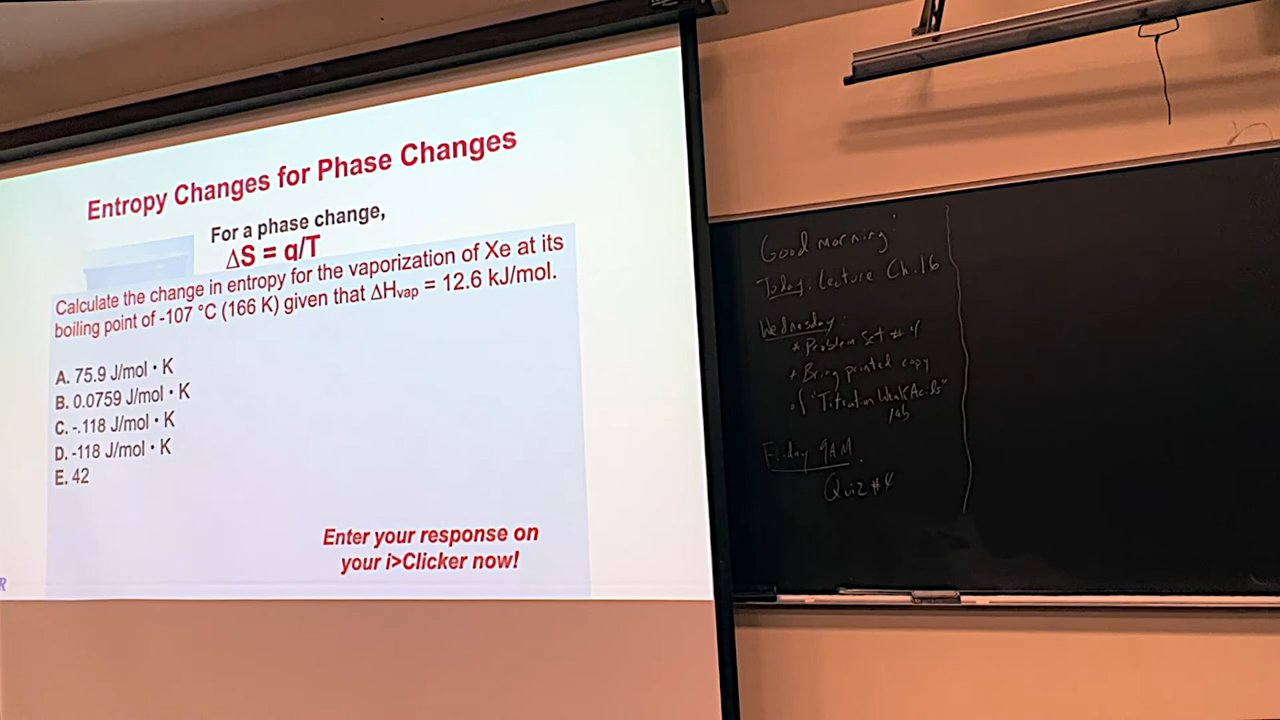 Entropy Changes for Phase Changes
For a phase change,
ΔS = q/T
Calculate the change in entropy for the vaporization of Xe at its
boiling point of -107 °C (166 K) given that ΔHvap = 12.6 kJ/mol.
A. 75.9 J/mol • K
B. 0.0759 J/mol • K
C. -.118 J/mol • K
D. -118 J/mol • K
E. 42
Enter your response on
your i>Clicker now!
R
Good morning!
Today: Lecture Ch.16
Wednesday:
* Problem Set #4
* Bring printed copy
of "Titration Weak Acids"
lab
Friday 9AM
Quiz #4